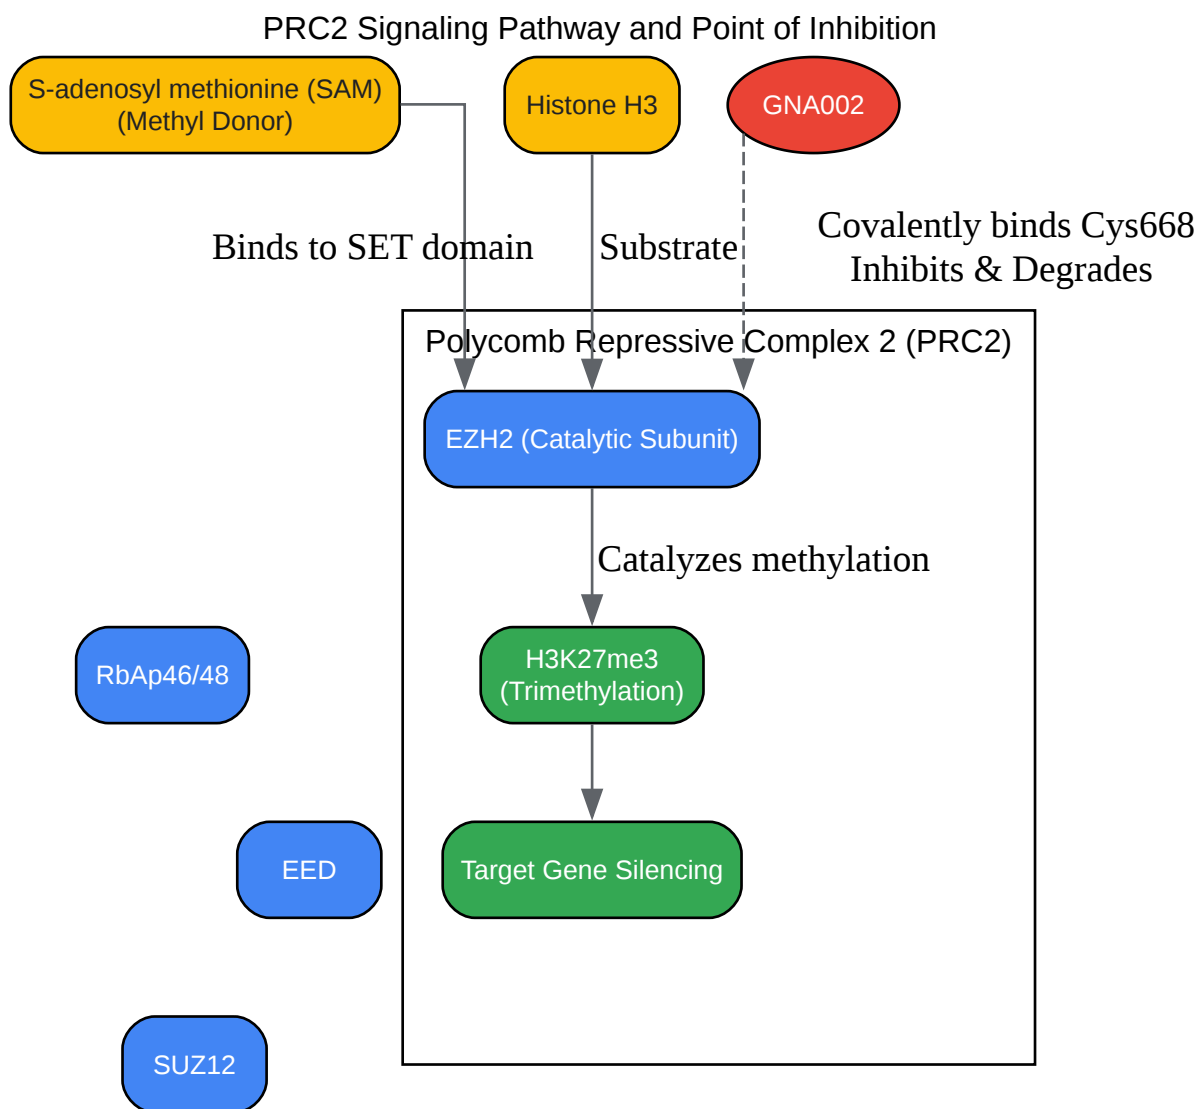 PRC2 Signaling Pathway and Point of Inhibition
S-adenosyl methionine (SAM)
(Methyl Donor)
Histone H3
GNA002
Binds to SET domain
Substrate
Covalently binds Cys668
Inhibits & Degrades
Polycomb Repressive Complex 2 (PRC2)
EZH2 (Catalytic Subunit)
Catalyzes methylation
RbAp46/48
H3K27me3
(Trimethylation)
EED
Target Gene Silencing
SUZ12